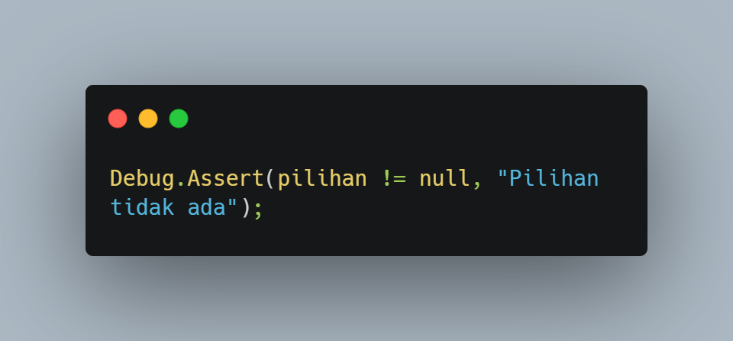 Debug.Assert(pilihan != null, "Pilihan
tidak ada");